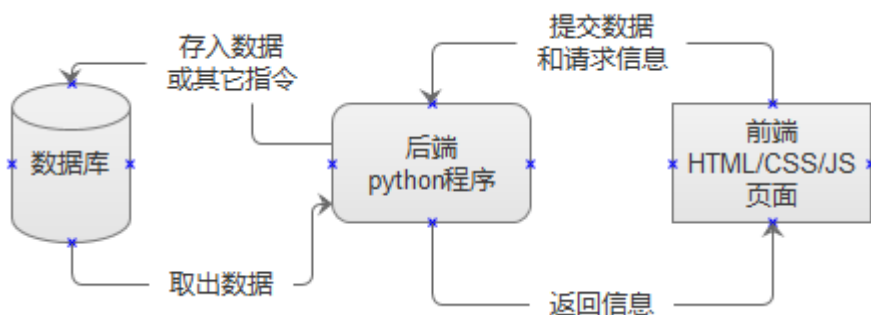 存入数据
或其它指令
提交数据
和请求信息
数据库
后端
python程序
前端
HTML/CSS/JS
页面
取出数据
返回信息